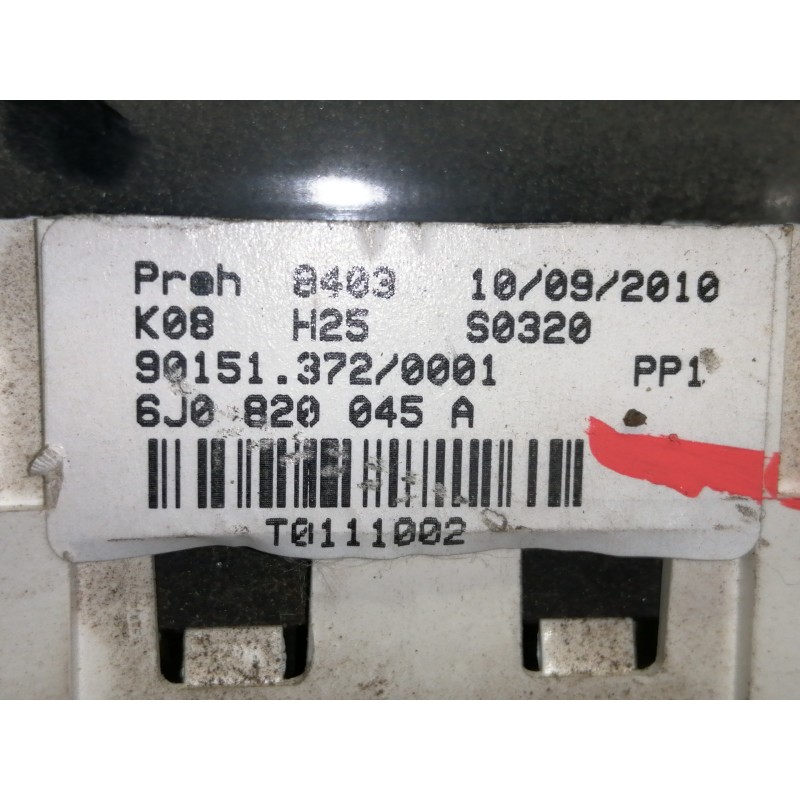 Preh 8403 10/09/2010
K08 H25 S0320
90151.372/0001 PP1
6J0 820 045 A
T0111002